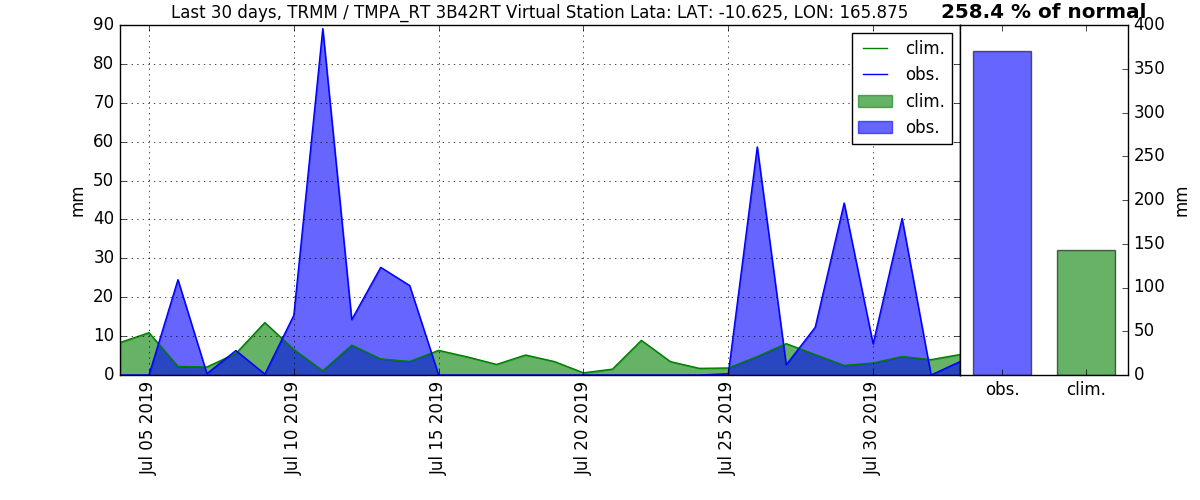 Last 30 days, TRMM / TMPA_RT 3B42RT Virtual Station Lata: LAT: -10.625, LON: 165.875
258.4 % of normal
90
80
70
60
50
40
30
20
10
0
mm
clim.
obs.
clim.
obs.
Jul 05 2019
Jul 10 2019
Jul 15 2019
Jul 20 2019
Jul 25 2019
Jul 30 2019
400
350
300
250
200
150
100
50
0
mm
obs.
clim.